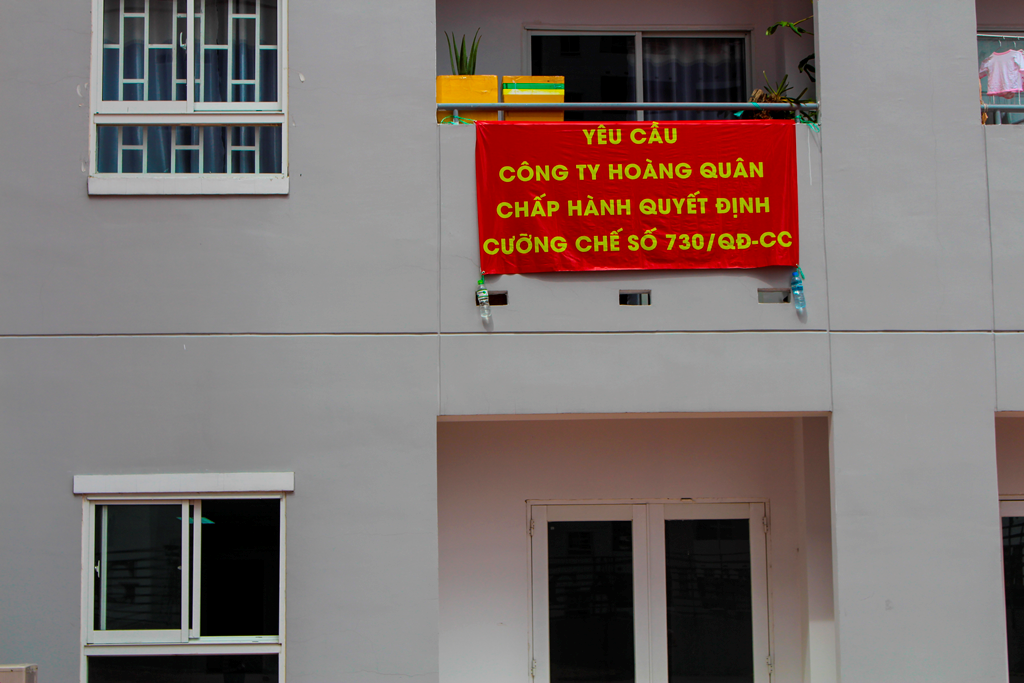 YÊU CẦU
CÔNG TY HOÀNG QUÂN
CHẤP HÀNH QUYẾT ĐỊNH
CƯỠNG CHẾ SỐ 730/QĐ-CC